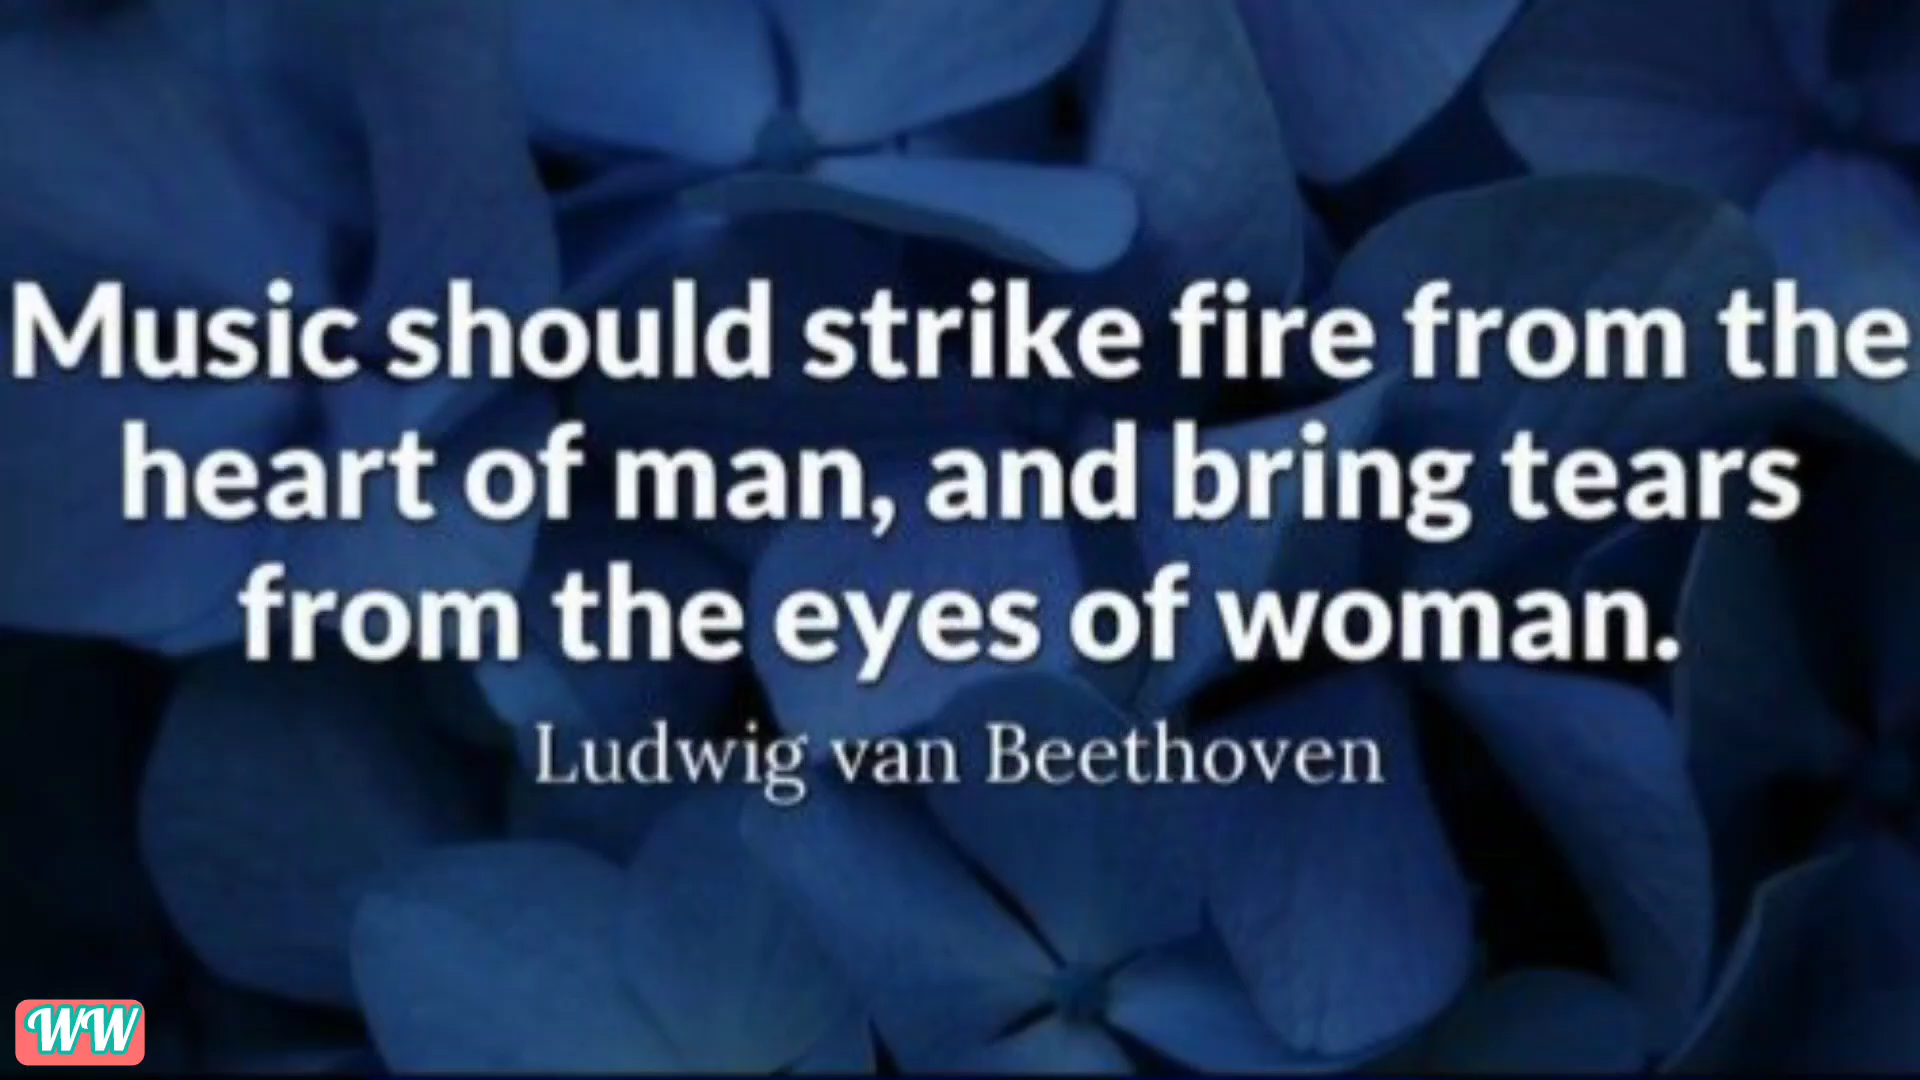 Music should strike fire from the
heart of man, and bring tears
from the eyes of woman.
Ludwig van Beethoven
WW